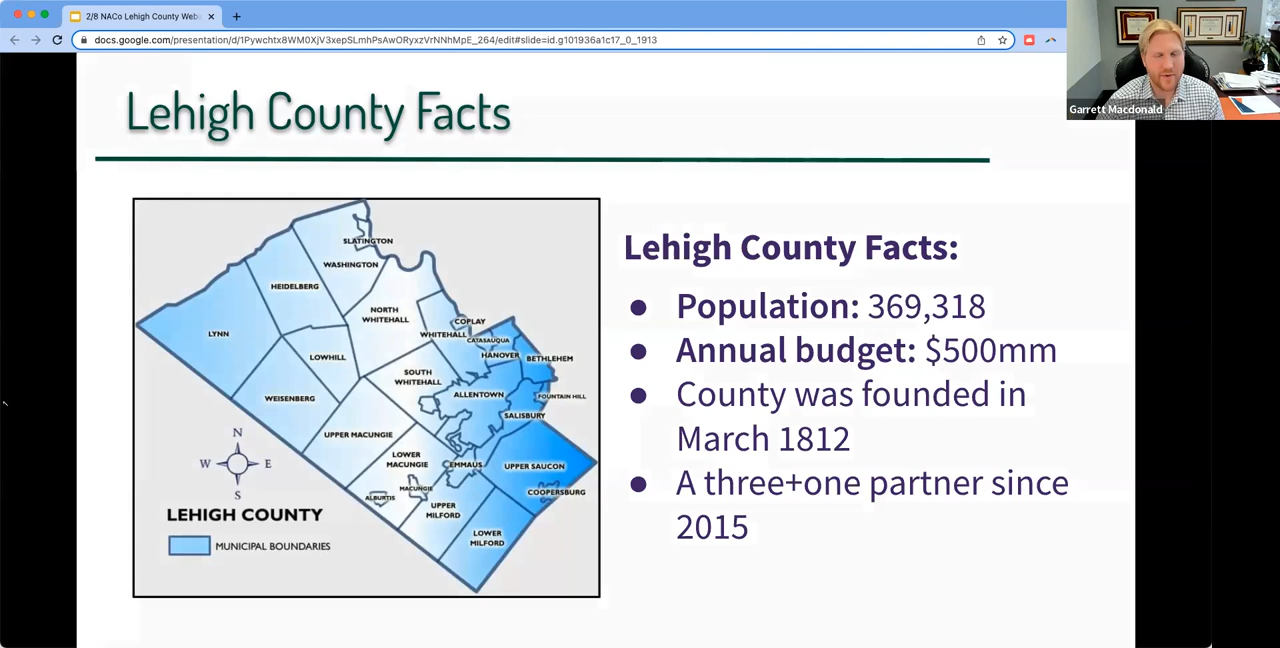 2/8 NACo Lehigh County Web
docs.google.com/presentation/d/1Pywchtx8WM0XjV3xepSLmhPsAwORyxzVrNNhMpE_264/edit#slide=id.g101936a1c17_0_1913
Garrett Macdonald
Lehigh County Facts
SLATINGTON
WASHINGTON
HEIDELBERG
NORTH
WHITEHALL
COPLAY
LYNN
WHITEHALL
CATASAUQUA
LOWHILL
HANOVER
BETHLEHEM
SOUTH
WHITEHALL
WEISENBERG
ALLENTOWN
FOUNTAIN HILL
SALISBURY
UPPER MACUNGIE
N
W
E
S
LOWER
MACUNGIE
EMMAUS
UPPER SAUCON
MACUNGIE
ALBURTIS
COOPERSBURG
UPPER
MILFORD
LOWER
MILFORD
LEHIGH COUNTY
MUNICIPAL BOUNDARIES
Lehigh County Facts:
● Population: 369,318
● Annual budget: $500mm
● County was founded in
March 1812
● A three+one partner since
2015